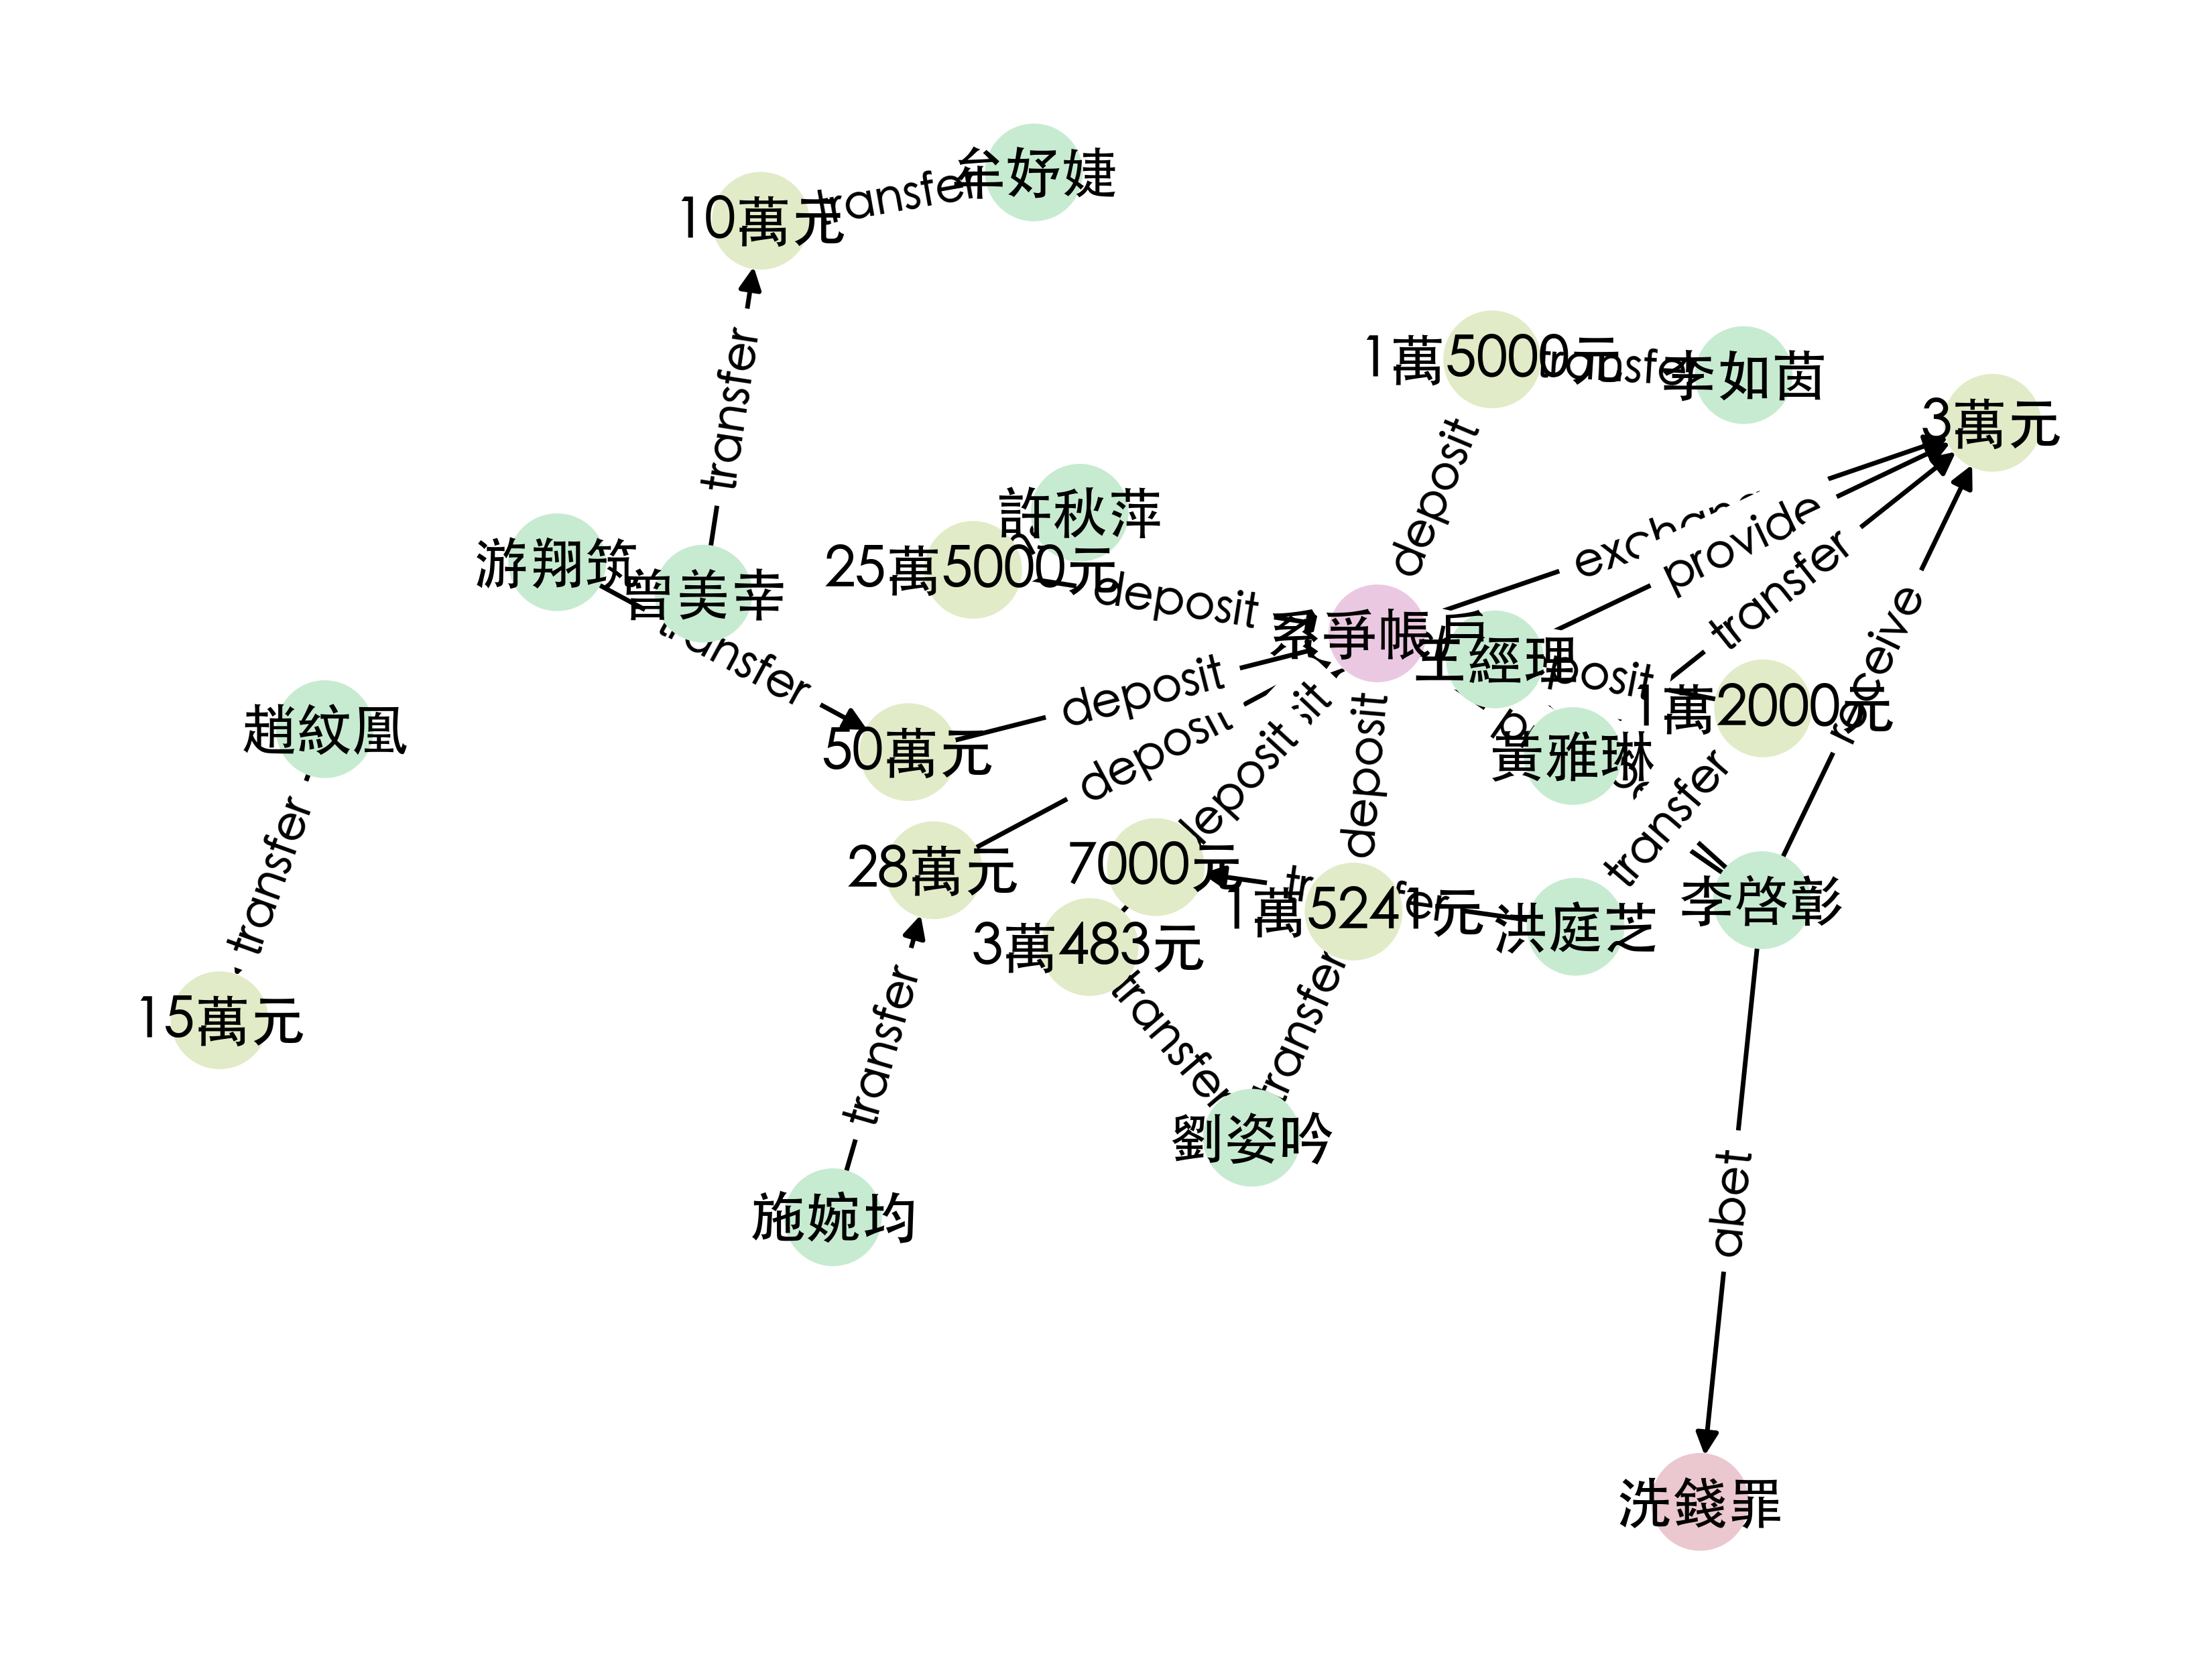 牟妤婕
transfer
10萬元
transfer
1萬5000元
transfer
李如茵
3萬元
deposit
許秋萍
25萬5000元
deposit
游翔筑
曾美幸
transfer
provide
transfer
receive
系爭帳戶
王經理
deposit
1萬2000元
趙紋凰
50萬元
deposit
黃雅琳
deposit
deposit
deposit
transfer
transfer
28萬元
7000元
transfer
1萬5241元
洪庭芝
李啓彰
3萬483元
transfer
transfer
15萬元
transfer
劉姿吟
施婉均
abet
洗錢罪